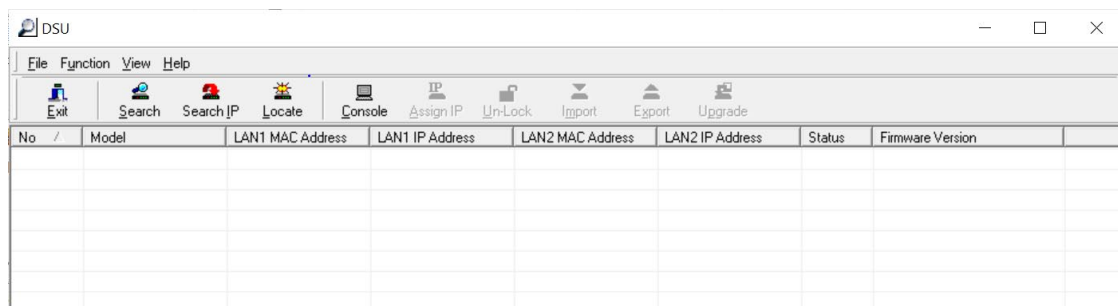 DSU
File Function View Help
Exit Search Search IP Locate Console Assign IP Un-Lock Import Export Upgrade
No Model LAN1 MAC Address LAN1 IP Address LAN2 MAC Address LAN2 IP Address Status Firmware Version